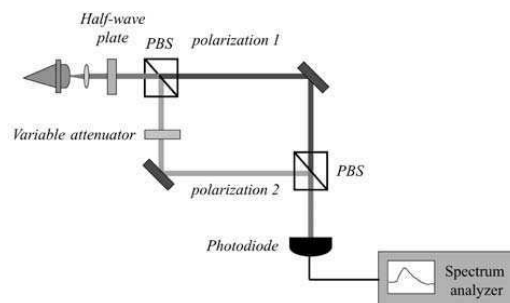 Half-wave
plate
PBS
polarization 1
Variable attenuator
PBS
polarization 2
Photodiode
Spectrum
analyzer